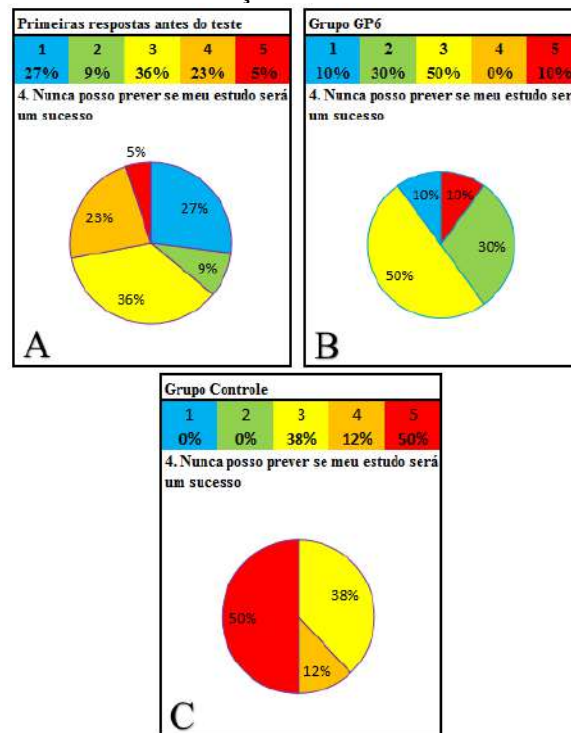 Primeiras respostas antes do teste
1 2 3 4 5
27% 9% 36% 23% 5%
4. Nunca posso prever se meu estudo será
um sucesso
5%
27%
23%
9%
36%
A
Grupo GP6
1 2 3 4 5
10% 30% 50% 0% 10%
4. Nunca posso prever se meu estudo será
um sucesso
10% 10%
30%
50%
B
Grupo Controle
1 2 3 4 5
0% 0% 38% 12% 50%
4. Nunca posso prever se meu estudo será
um sucesso
50% 38%
12%
C